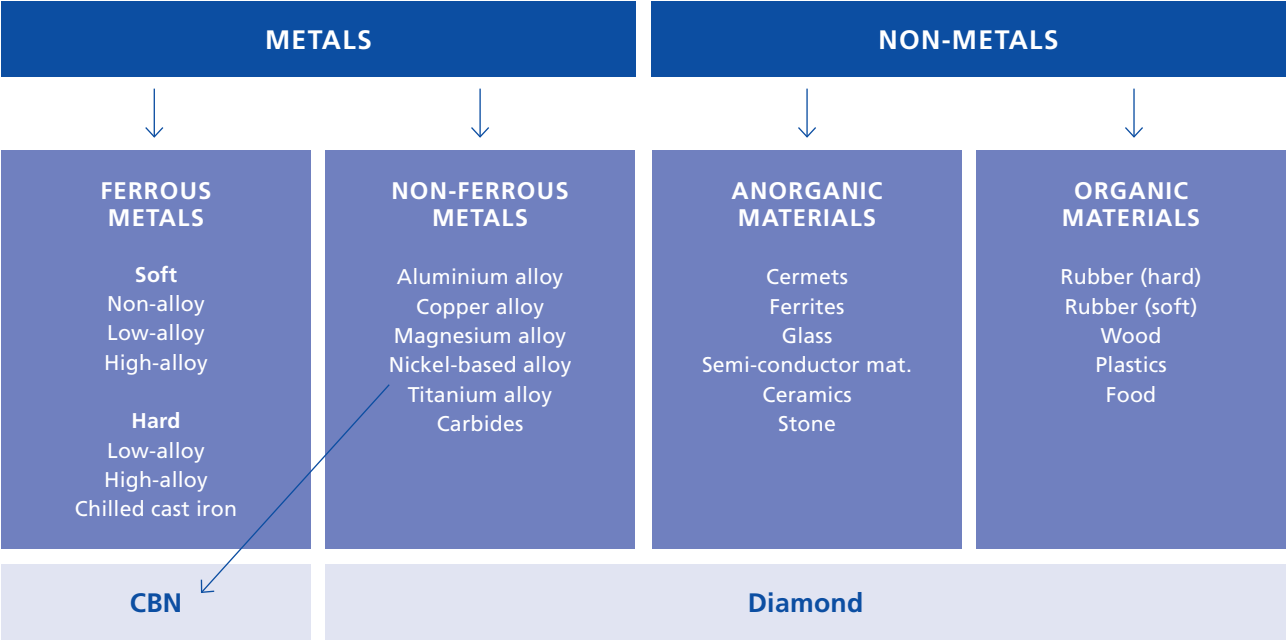 METALS
NON-METALS
FERROUS
METALS
Soft
Non-alloy
Low-alloy
High-alloy
Hard
Low-alloy
High-alloy
Chilled cast iron
NON-FERROUS
METALS
Aluminium alloy
Copper alloy
Magnesium alloy
Nickel-based alloy
Titanium alloy
Carbides
ANORGANIC
MATERIALS
Cermets
Ferrites
Glass
Semi-conductor mat.
Ceramics
Stone
ORGANIC
MATERIALS
Rubber (hard)
Rubber (soft)
Wood
Plastics
Food
CBN
Diamond